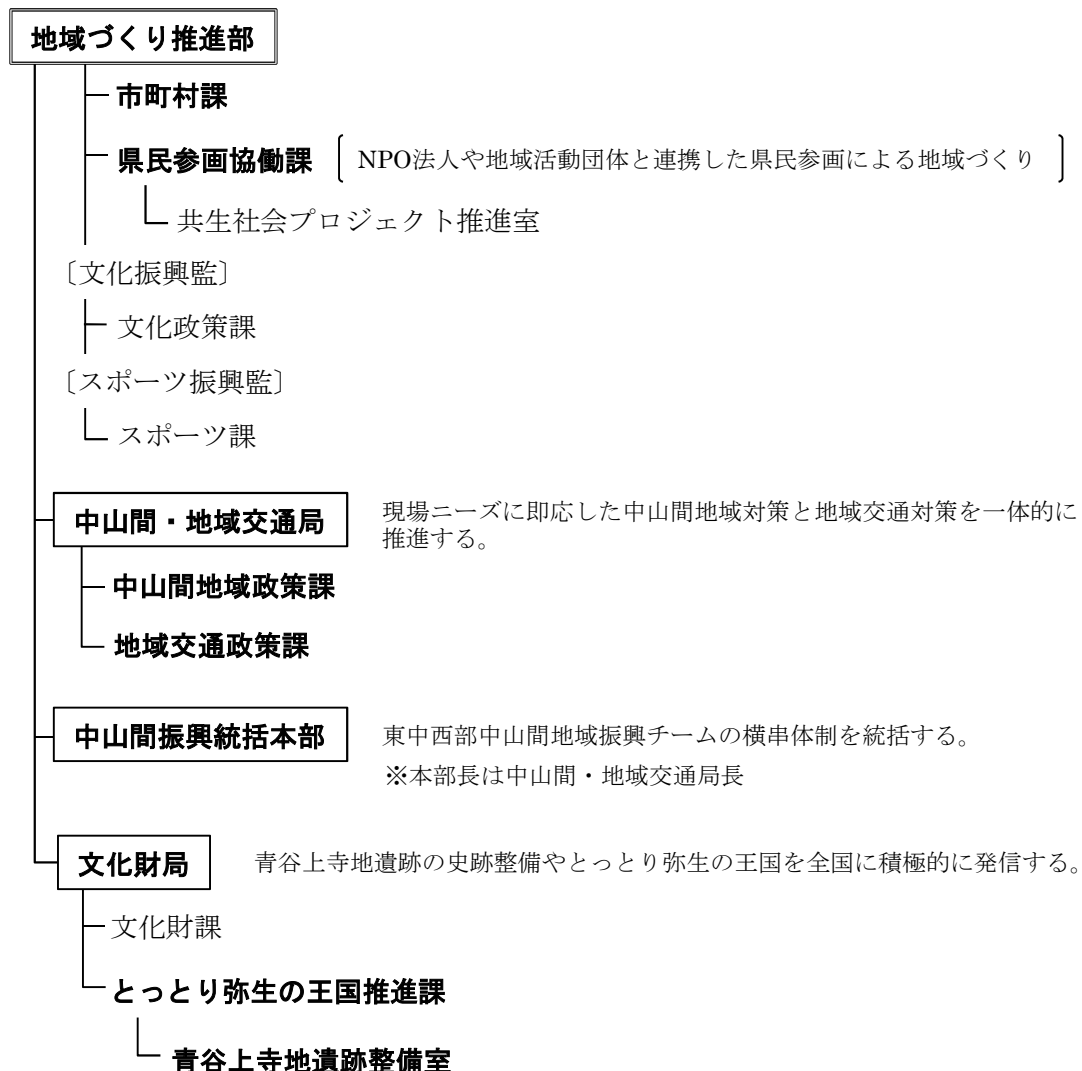 地域づくり推進部
市町村課
県民参画協働課 〔 NPO法人や地域活動団体と連携した県民参画による地域づくり 〕
共生社会プロジェクト推進室
〔文化振興監〕
文化政策課
〔スポーツ振興監〕
スポーツ課
中山間・地域交通局
現場ニーズに即応した中山間地域対策と地域交通対策を一体的に
推進する。
中山間地域政策課
地域交通政策課
中山間振興統括本部
東中西部中山間地域振興チームの横串体制を統括する。
※本部長は中山間・地域交通局長
文化財局
青谷上寺地遺跡の史跡整備やとっとり弥生の王国を全国に積極的に発信する。
文化財課
とっとり弥生の王国推進課
青谷上寺地遺跡整備室